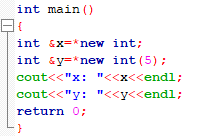 int main()
{
int &x=*new int;
int &y=*new int(5);
cout<<"x: "<<x<<endl;
cout<<"y: "<<y<<endl;
return 0;
}